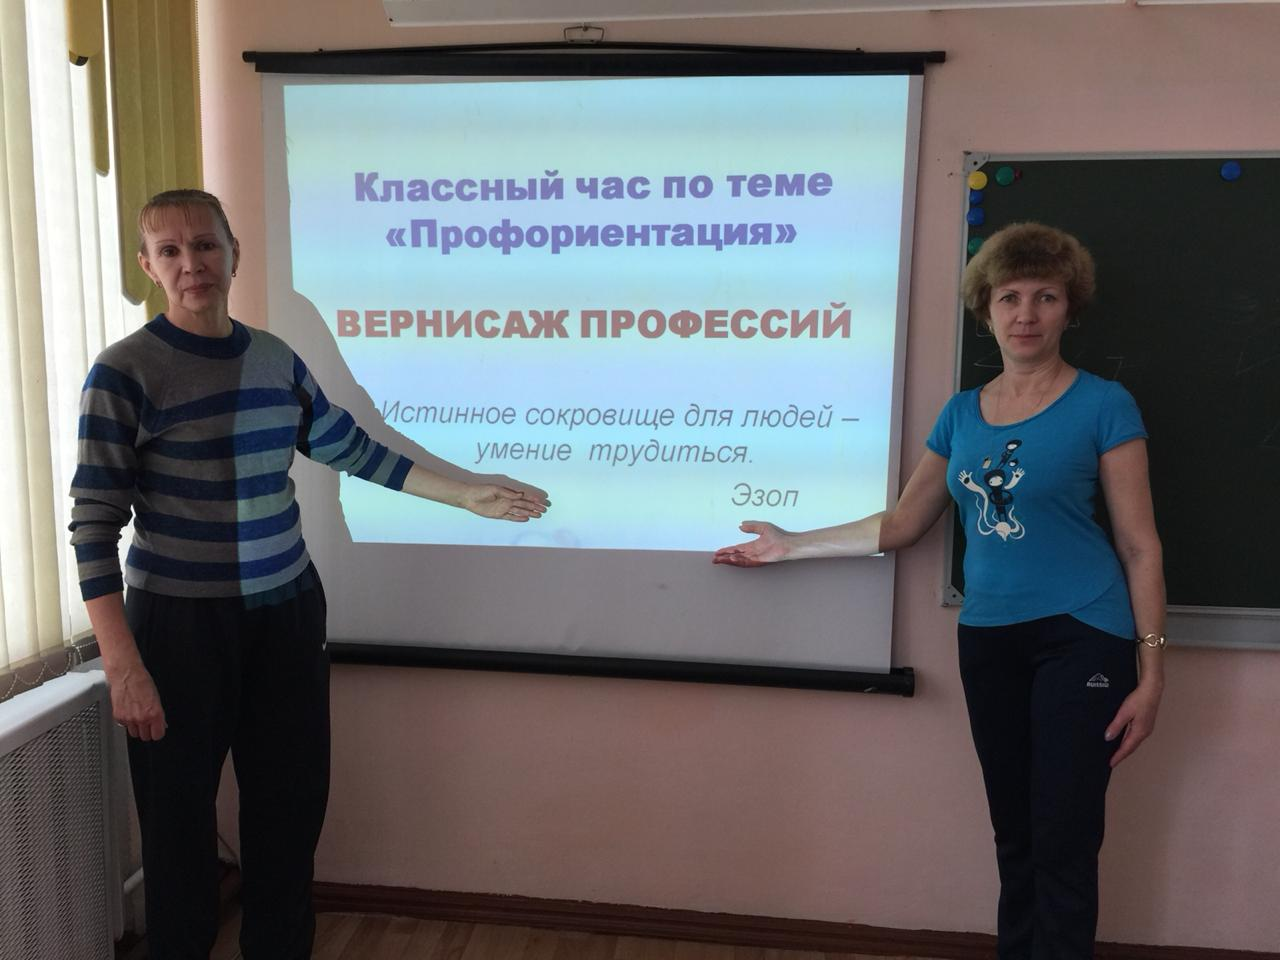 Классный час по теме
«Профориентация»
ВЕРНИСАЖ ПРОФЕССИЙ
Истинное сокровище для людей –
умение трудиться.
Эзоп